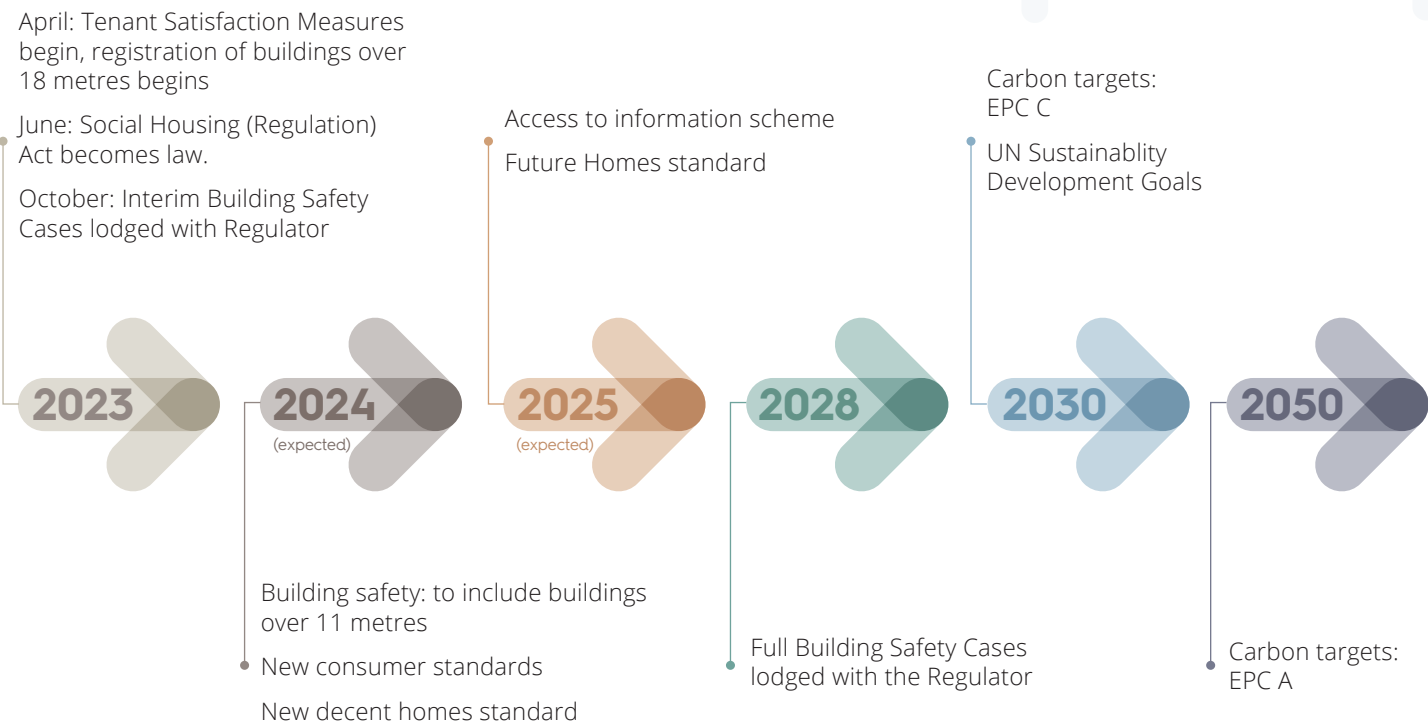 April: Tenant Satisfaction Measures
begin, registration of buildings over
18 metres begins
June: Social Housing (Regulation)
Act becomes law.
October: Interim Building Safety
Cases lodged with Regulator
Access to information scheme
Future Homes standard
Carbon targets:
EPC C
UN Sustainablity
Development Goals
2023
2024
(expected)
2025
(expected)
2028
2030
2050
Building safety: to include buildings
over 11 metres
New consumer standards
New decent homes standard
Full Building Safety Cases
lodged with the Regulator
Carbon targets:
EPC A